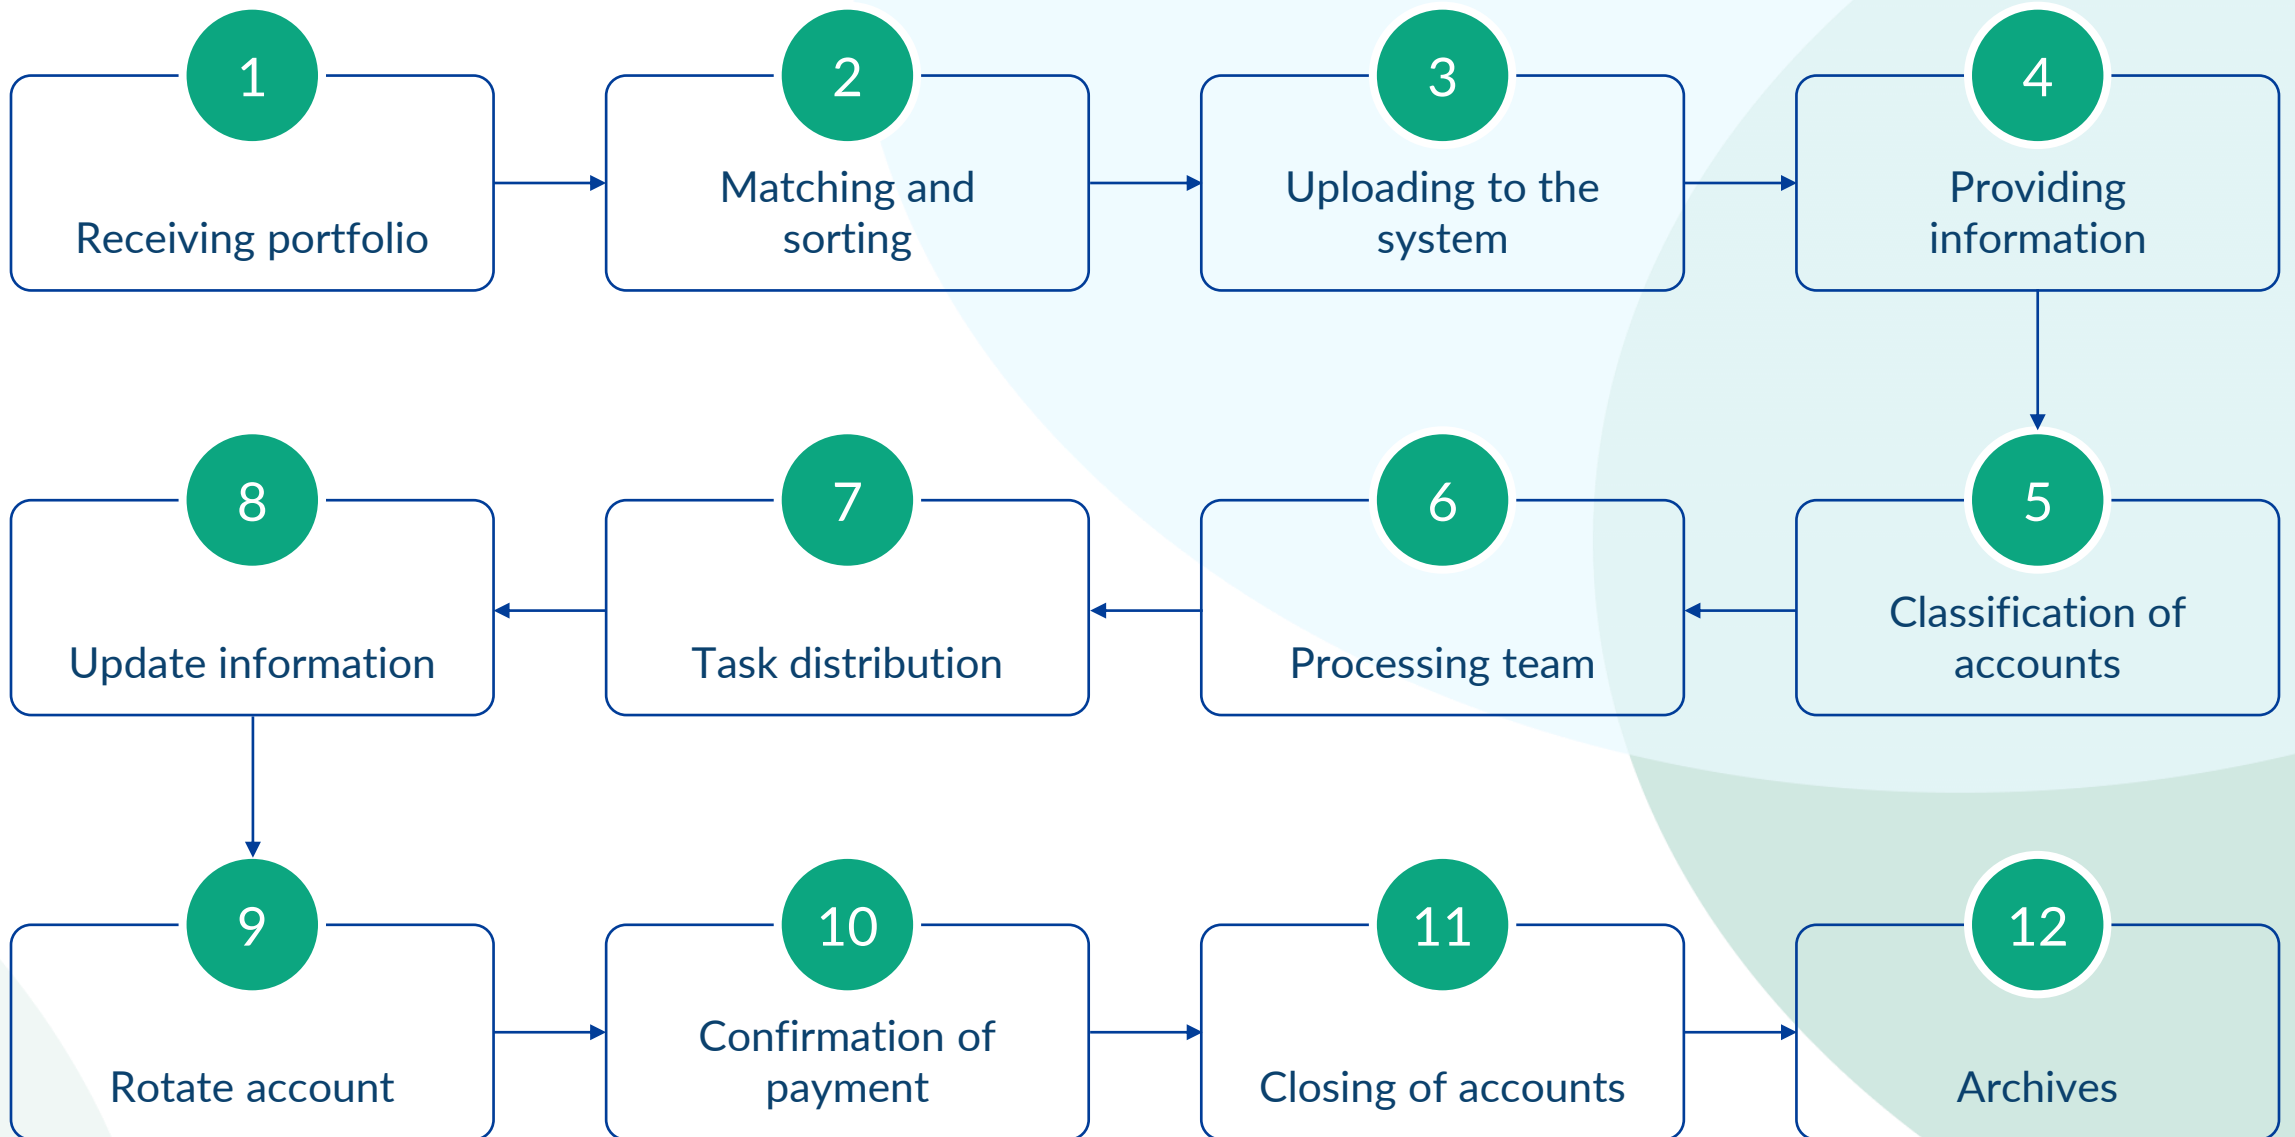 1
Receiving portfolio
2
Matching and
sorting
3
Uploading to the
system
4
Providing
information
5
Classification of
accounts
6
Processing team
7
Task distribution
8
Update information
9
Rotate account
10
Confirmation of
payment
11
Closing of accounts
12
Archives